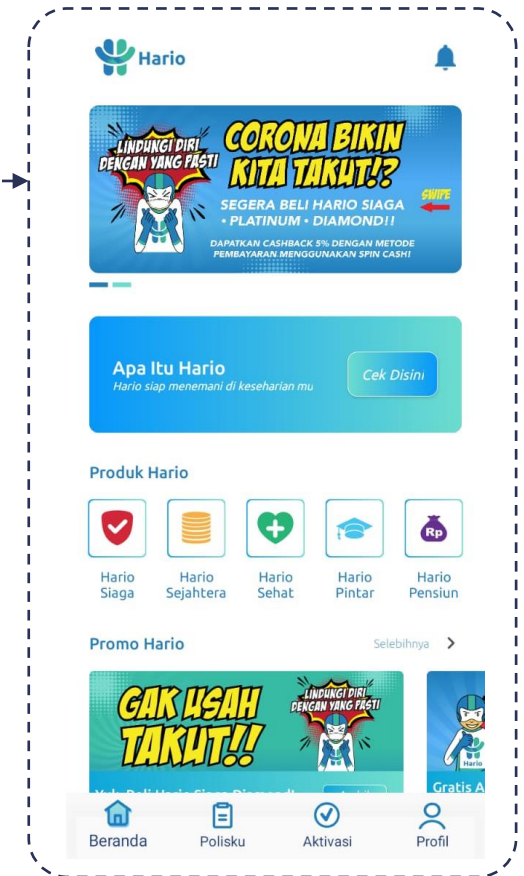 Hario
LINDUNGI DIRI
DENGAN YANG PASTI
CORONA BIKIN
KITA TAKUT!?
SEGERA BELI HARIO SIAGA
• PLATINUM • DIAMOND!!
SWIPE
DAPATKAN CASHBACK 5% DENGAN METODE
PEMBAYARAN MENGGUNAKAN SPIN CASH!
Apa Itu Hario
Hario siap menemani di keseharian mu
Cek Disini
Produk Hario
Rp
Hario
Siaga
Hario
Sejahtera
Hario
Sehat
Hario
Pintar
Hario
Pensiun
Promo Hario
Selebihnya
GAK USAH
TAKUT!!
LINDUNGI DIRI
DENGAN YANG PASTI
Hario
Gratis A
Beranda
Polisku
Aktivasi
Profil